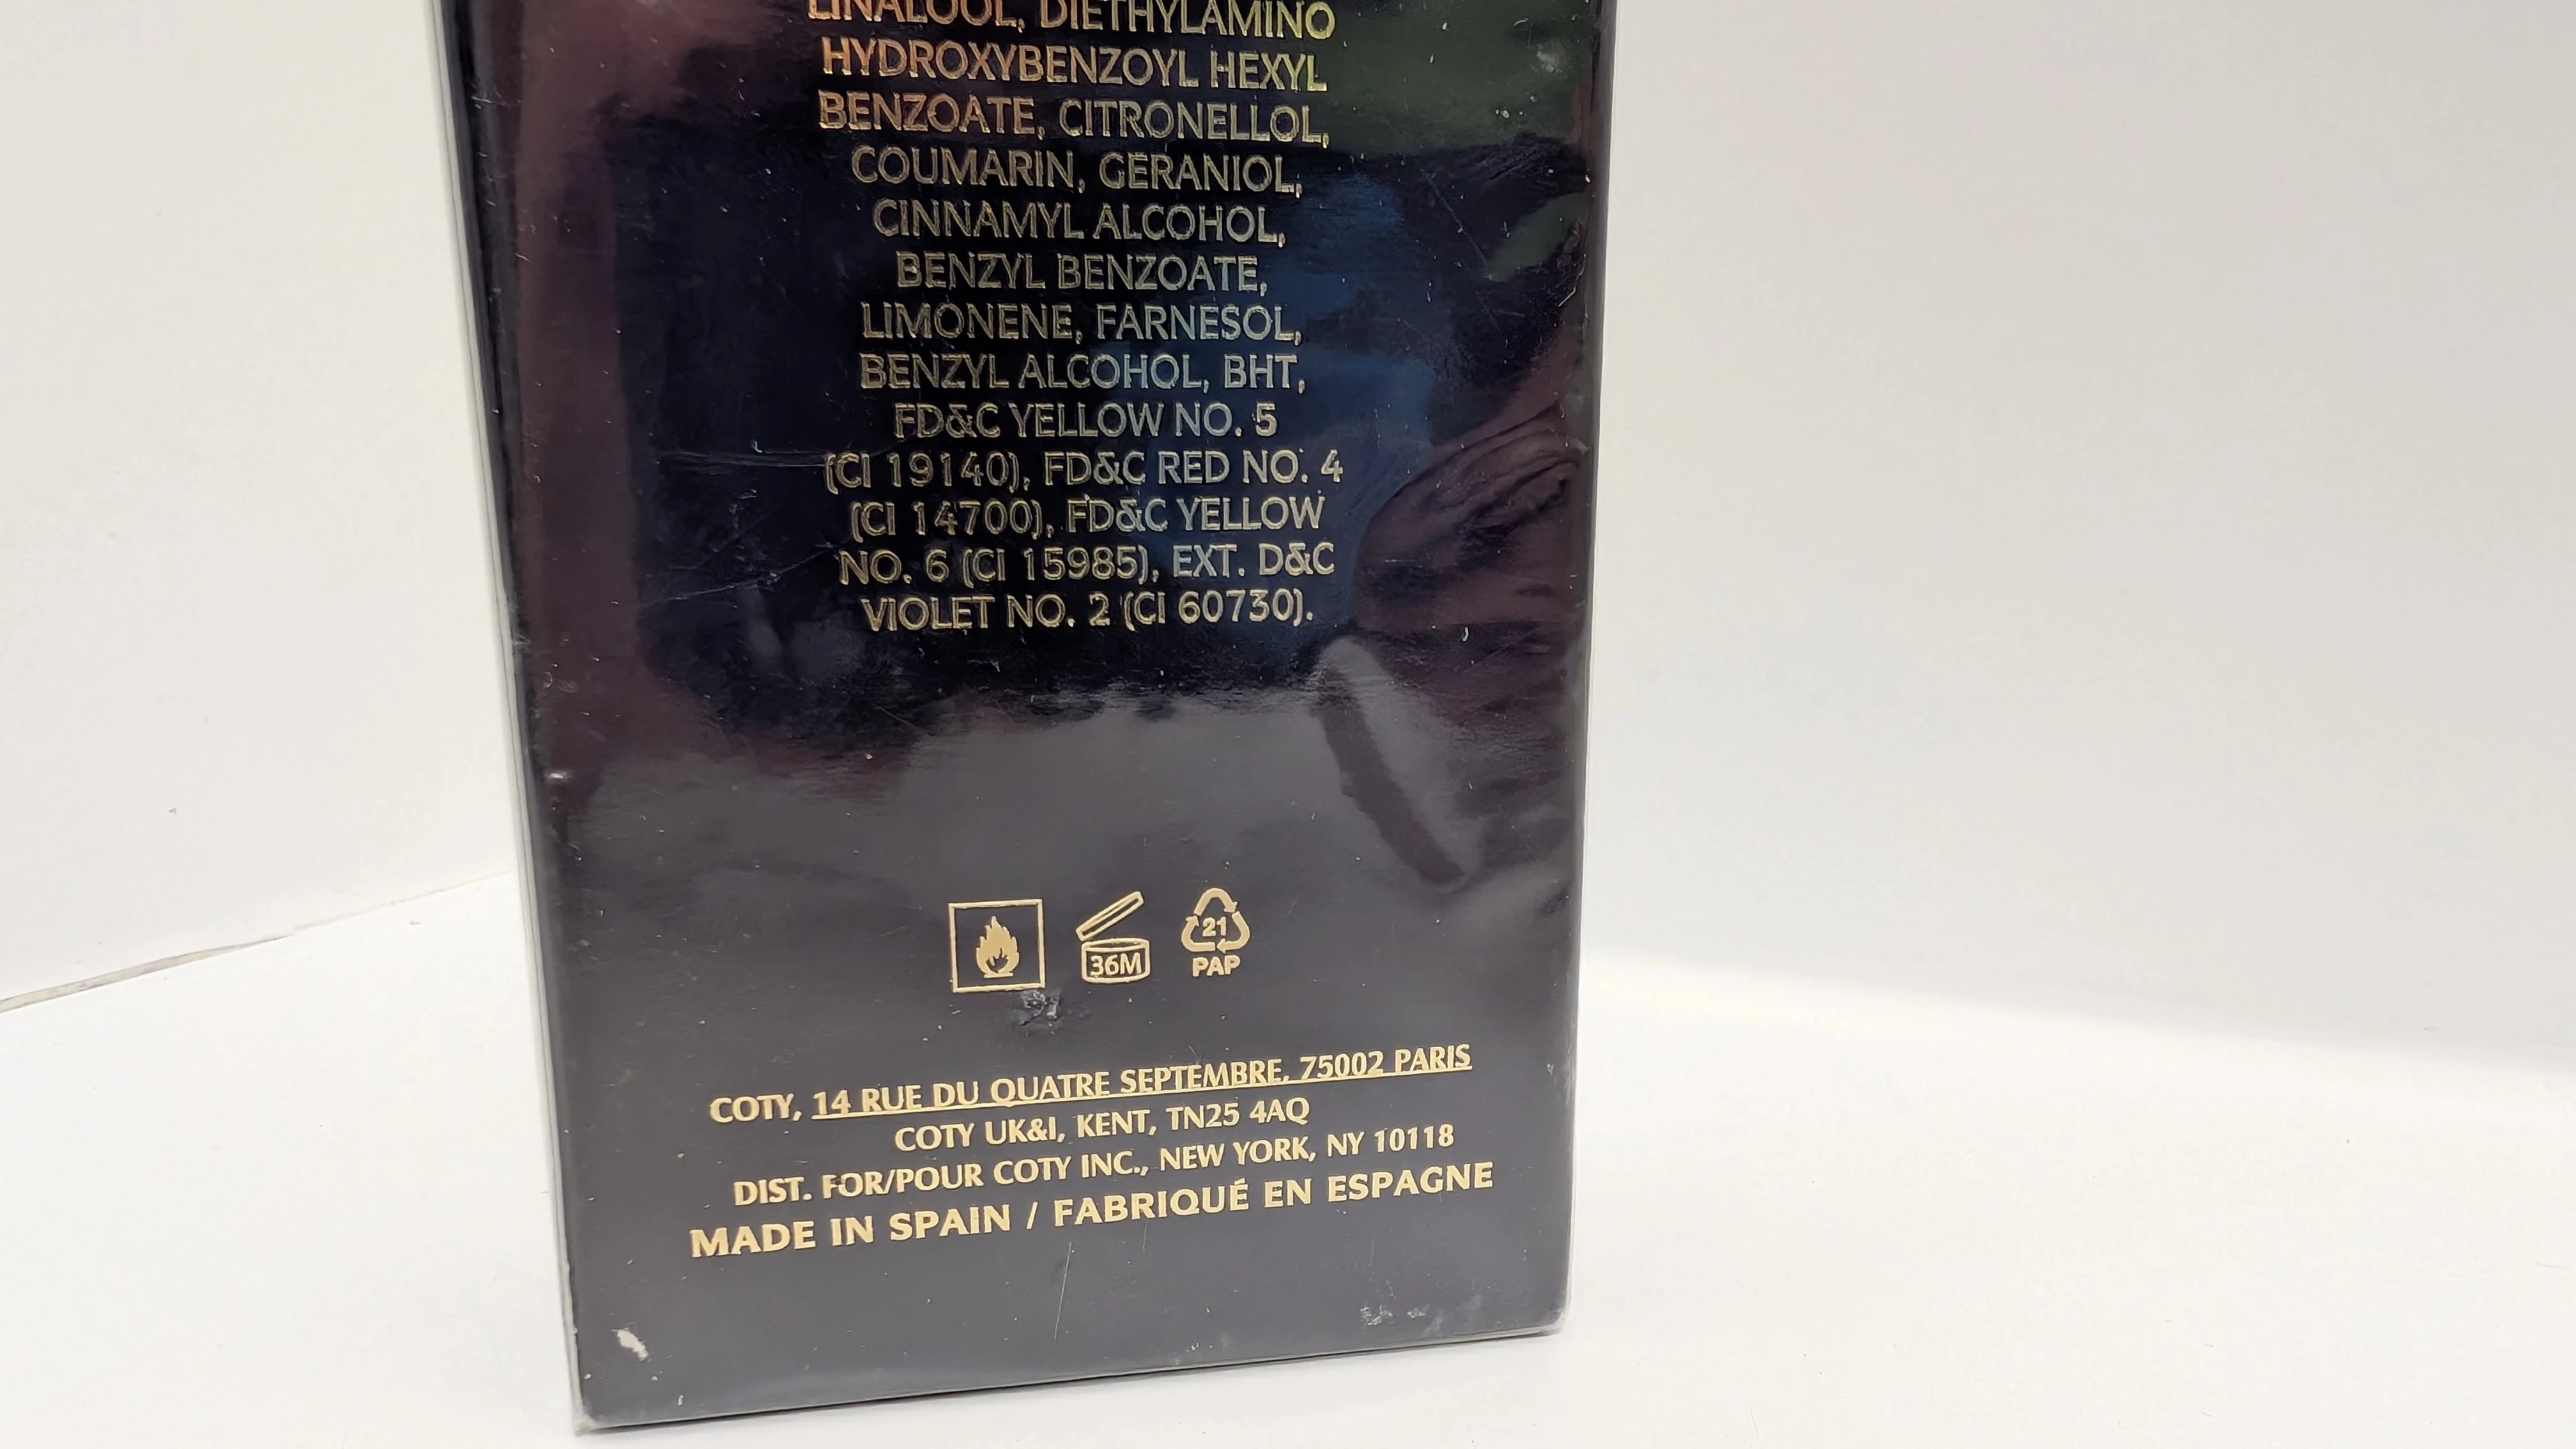 LINALOOL, DIETHYLAMINO
HYDROXYBENZOYL HEXYL
BENZOATE, CITRONELLOL,
COUMARIN, GERANIOL,
CINNAMYL ALCOHOL,
BENZYL BENZOATE,
LIMONENE, FARNESOL,
BENZYL ALCOHOL, BHT,
FD&C YELLOW NO. 5
(CI 19140), FD&C RED NO. 4
(CI 14700), FD&C YELLOW
NO. 6 (CI 15985), EXT. D&C
VIOLET NO. 2 (CI 60730).
36M
21
PAP
COTY, 14 RUE DU QUATRE SEPTEMBRE, 75002 PARIS
COTY UK&I, KENT, TN25 4AQ
DIST. FOR/POUR COTY INC., NEW YORK, NY 10118
MADE IN SPAIN / FABRIQUÉ EN ESPAGNE